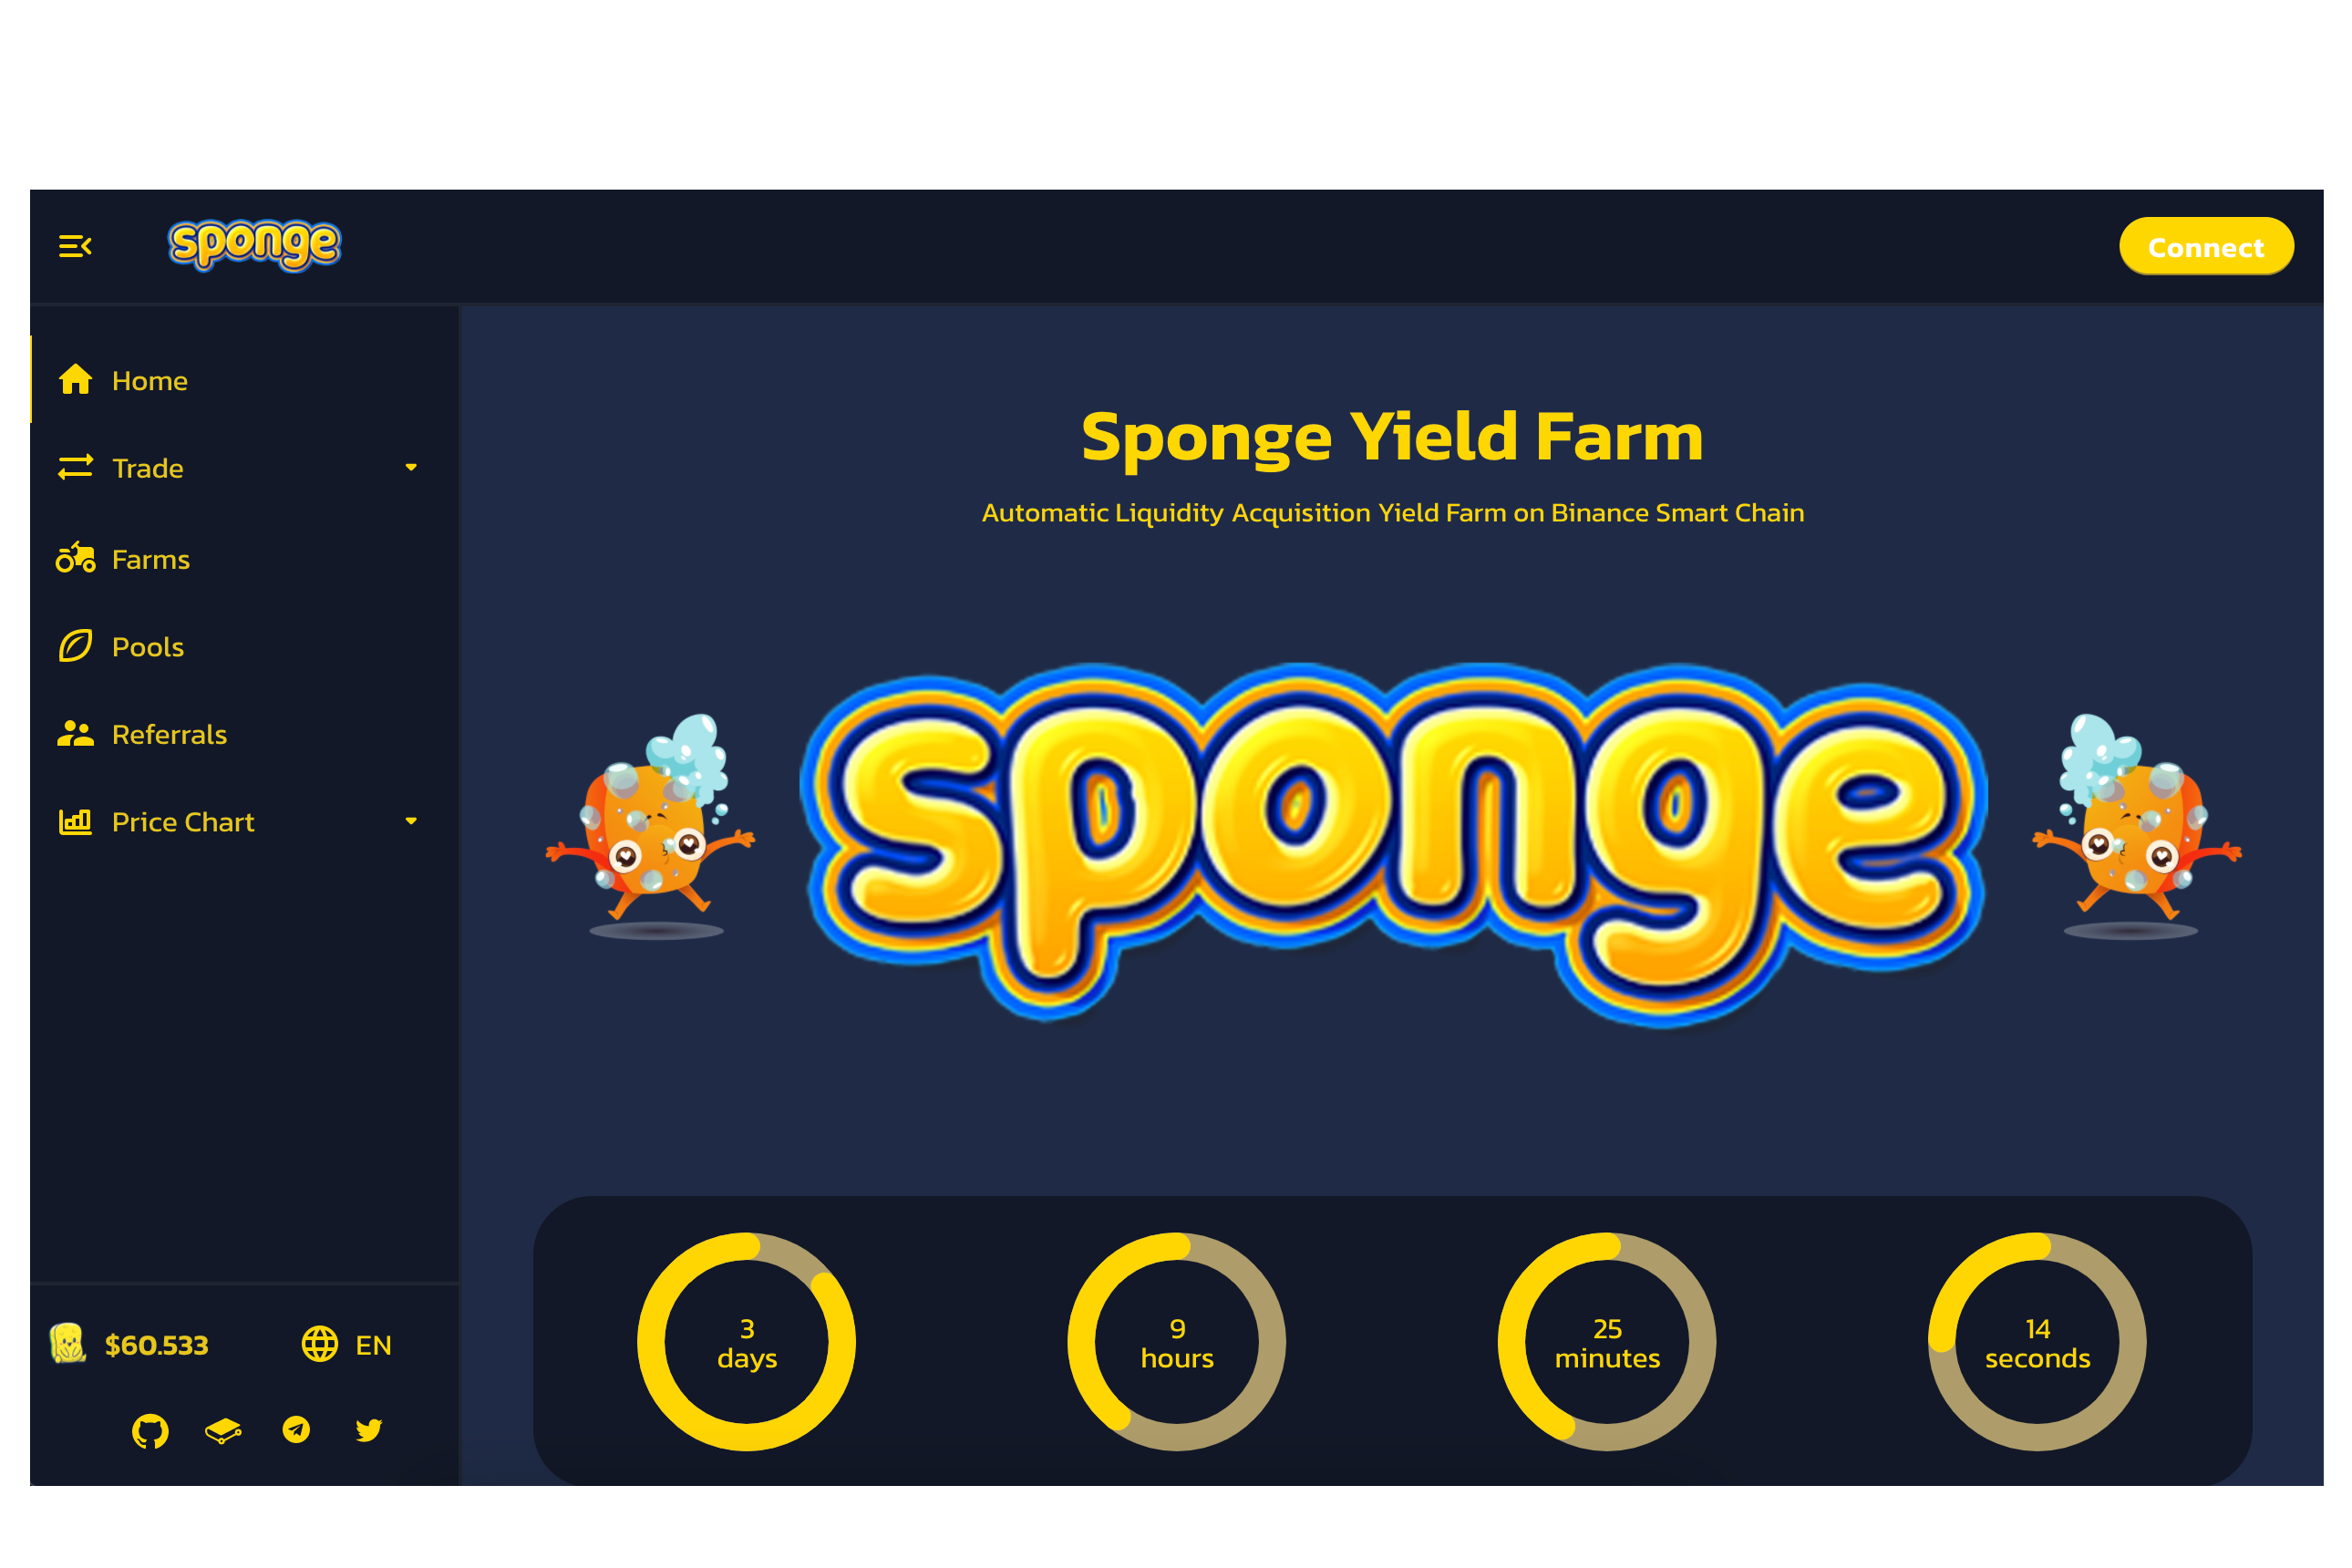 sponge
Connect
Home
Trade
Farms
Pools
Referrals
Price Chart
$60.533
EN
Sponge Yield Farm
Automatic Liquidity Acquisition Yield Farm on Binance Smart Chain
sponge
3
days
9
hours
25
minutes
14
seconds